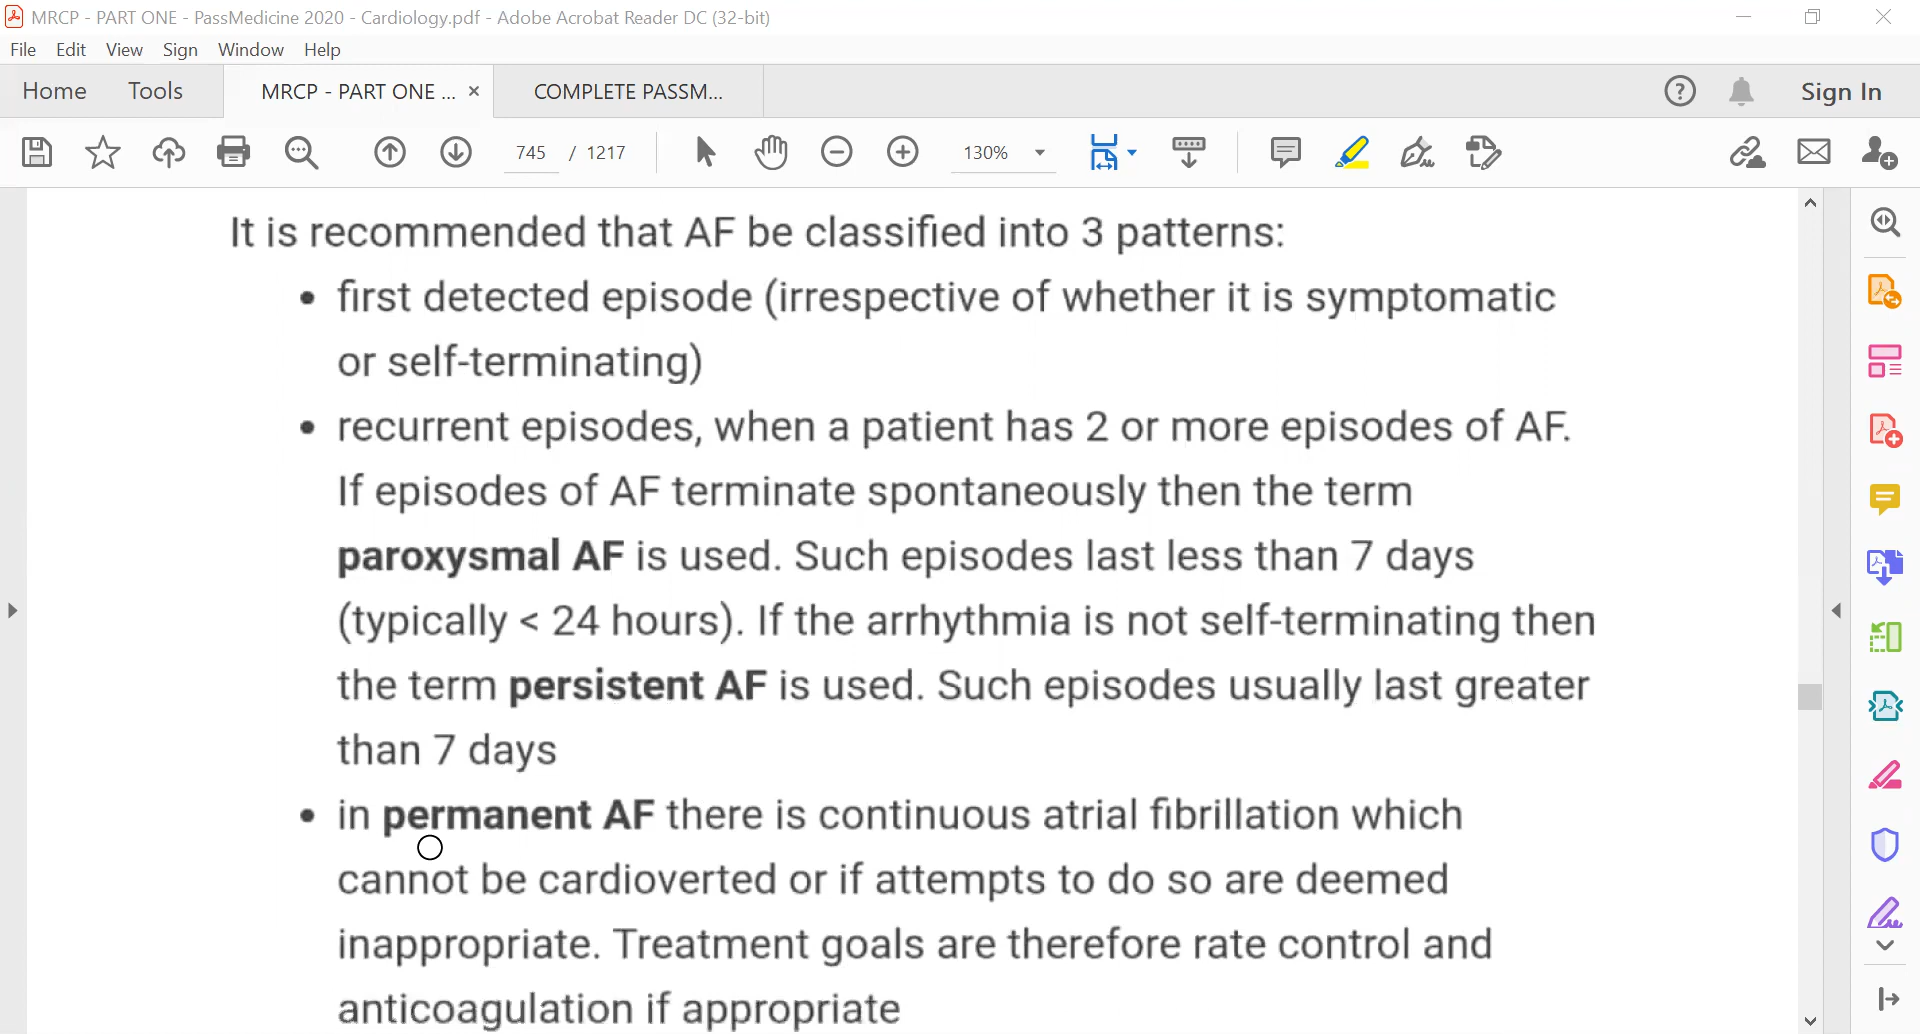 MRCP - PART ONE - PassMedicine 2020 - Cardiology.pdf - Adobe Acrobat Reader DC (32-bit)
File Edit View Sign Window Help
Home Tools MRCP - PART ONE ... × COMPLETE PASSM... Sign In
745 / 1217 130%
It is recommended that AF be classified into 3 patterns:
• first detected episode (irrespective of whether it is symptomatic
or self-terminating)
• recurrent episodes, when a patient has 2 or more episodes of AF.
If episodes of AF terminate spontaneously then the term
paroxysmal AF is used. Such episodes last less than 7 days
(typically < 24 hours). If the arrhythmia is not self-terminating then
the term persistent AF is used. Such episodes usually last greater
than 7 days
• in permanent AF there is continuous atrial fibrillation which
cannot be cardioverted or if attempts to do so are deemed
inappropriate. Treatment goals are therefore rate control and
anticoagulation if appropriate